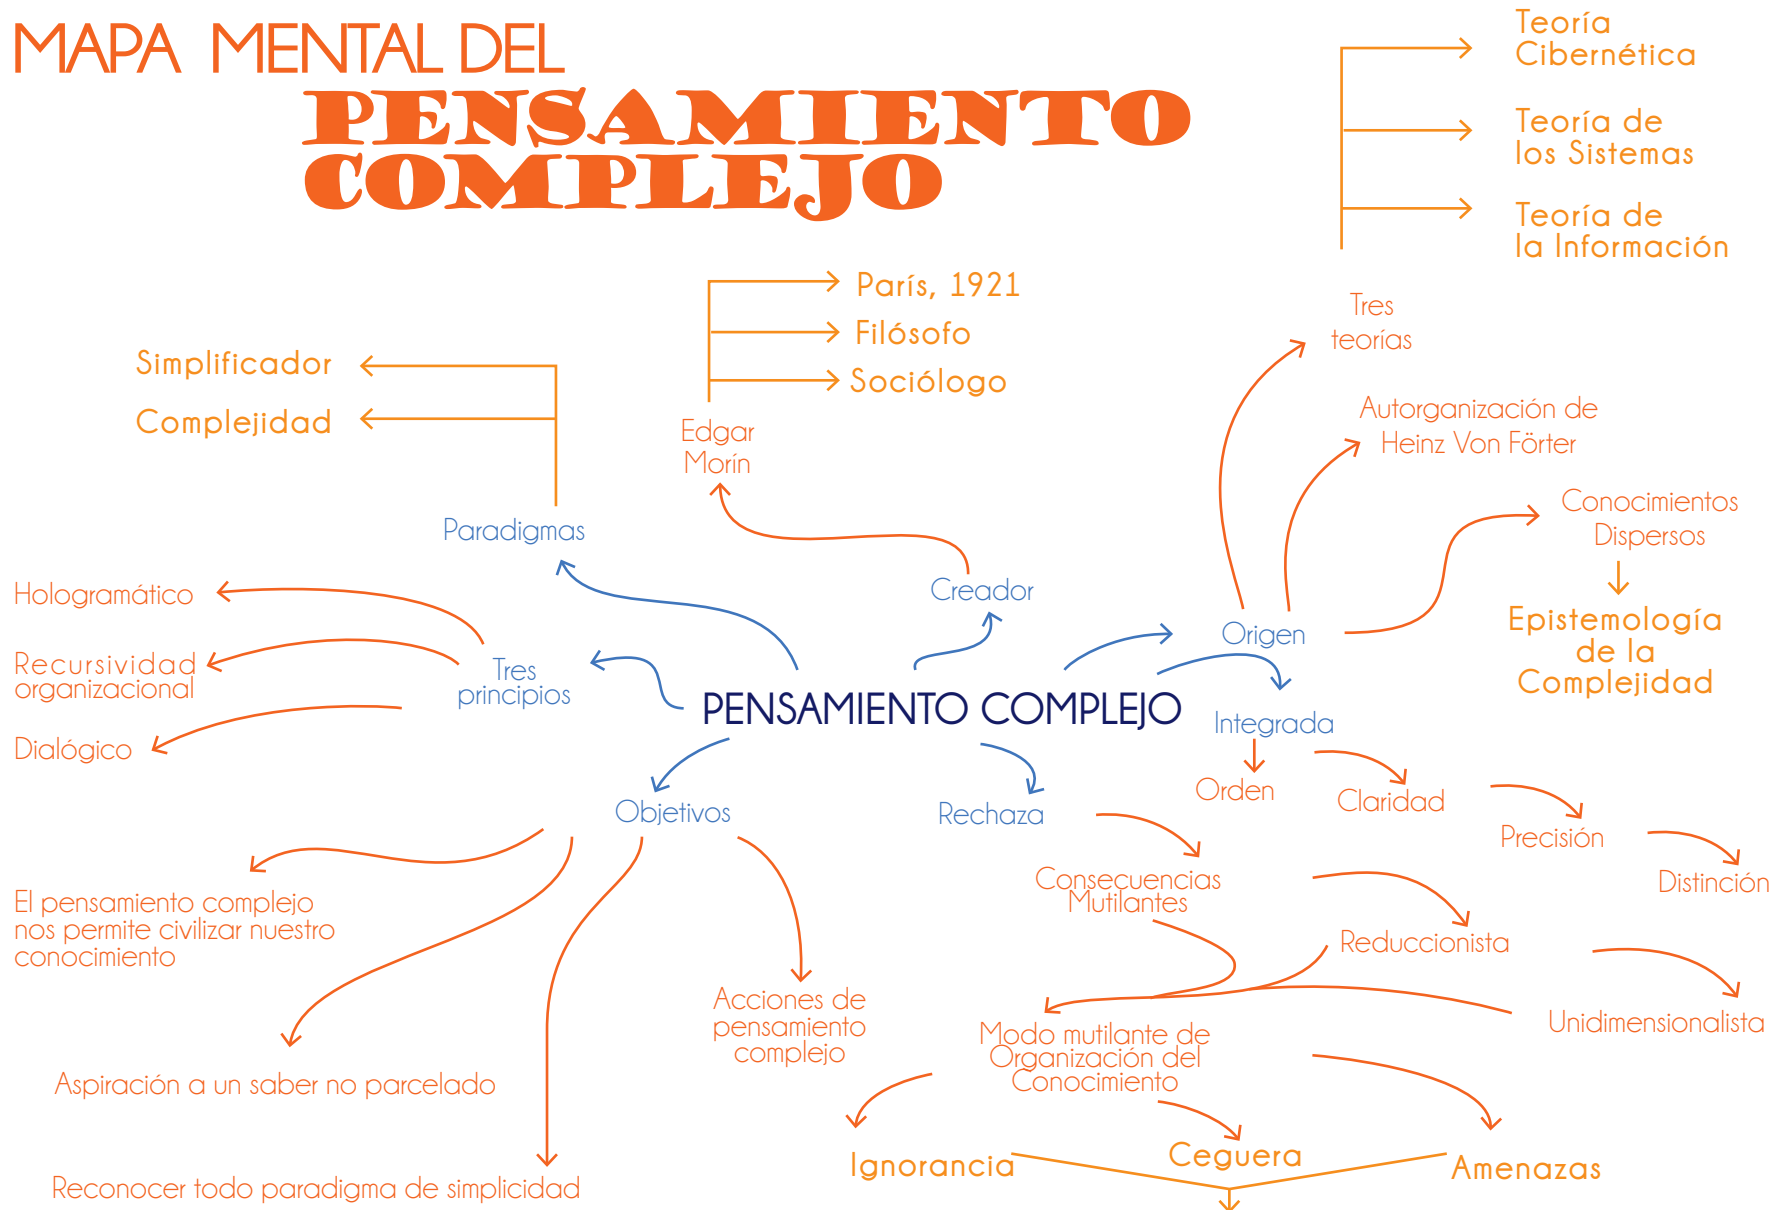 MAPA MENTAL DEL
PENSAMIENTO
COMPLEJO
Teoría
Cibernética
Teoría de
los Sistemas
Teoría de
la Información
Tres
teorías
París, 1921
Filósofo
Sociólogo
Simplificador
Complejidad
Edgar
Morín
Autorganización de
Heinz Von Förter
Conocimientos
Dispersos
Epistemología
de la
Complejidad
Paradigmas
Creador
Origen
Hologramático
Recursividad
organizacional
Dialógico
Tres
principios
PENSAMIENTO COMPLEJO
Integrada
Orden
Claridad
Precisión
Distinción
Objetivos
Rechaza
El pensamiento complejo
nos permite civilizar nuestro
conocimiento
Aspiración a un saber no parcelado
Reconocer todo paradigma de simplicidad
Acciones de
pensamiento
complejo
Consecuencias
Mutilantes
Reduccionista
Unidimensionalista
Modo mutilante de
Organización del
Conocimiento
Ignorancia
Ceguera
Amenazas